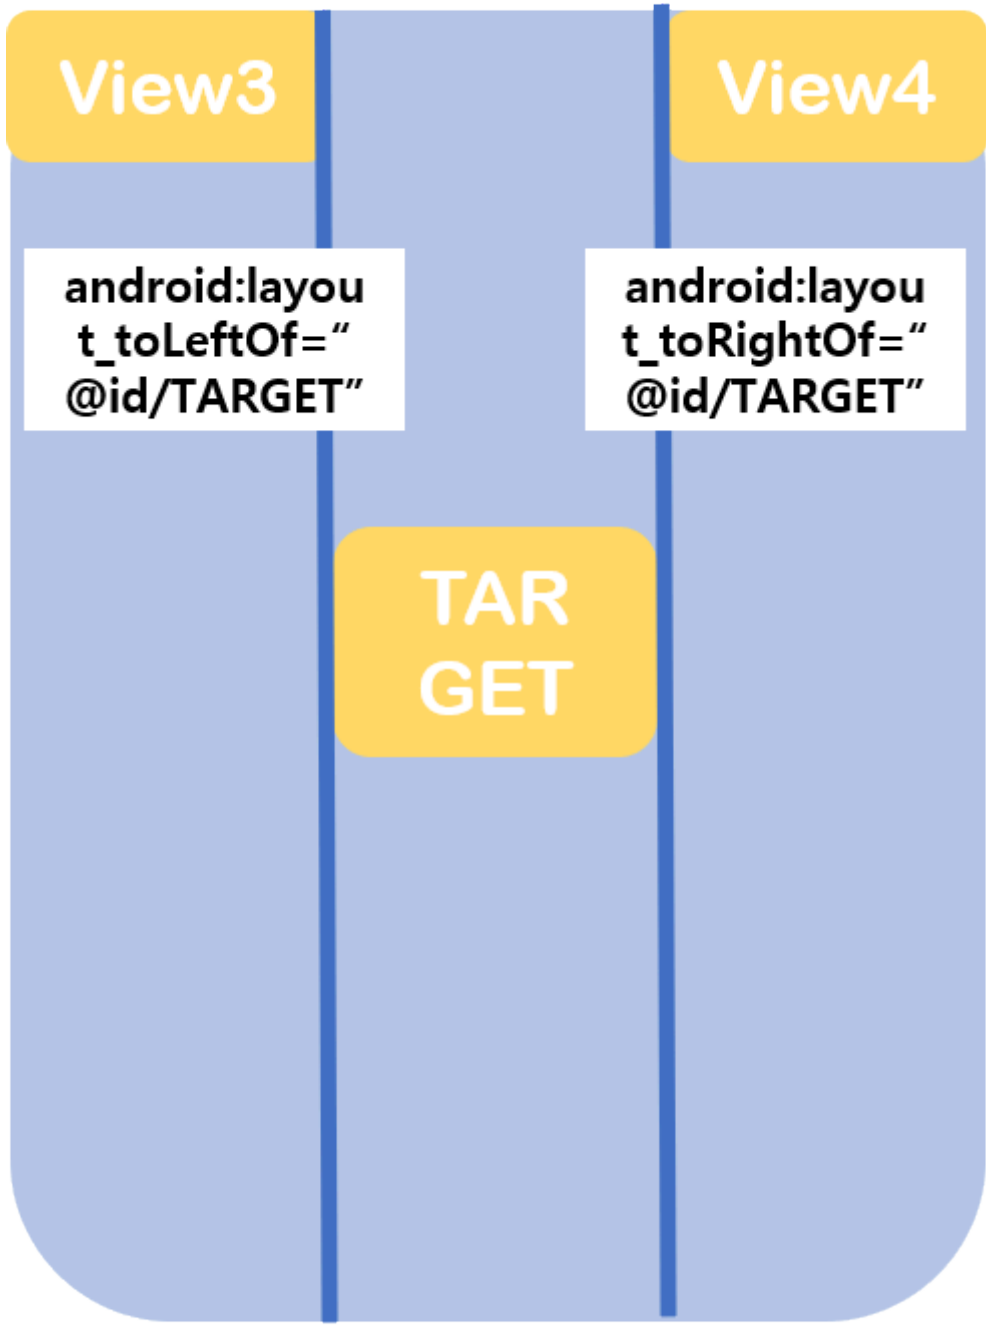 View3
View4
android:layou
t_toLeftOf=“
@id/TARGET”
android:layou
t_toRightOf=“
@id/TARGET”
TAR
GET